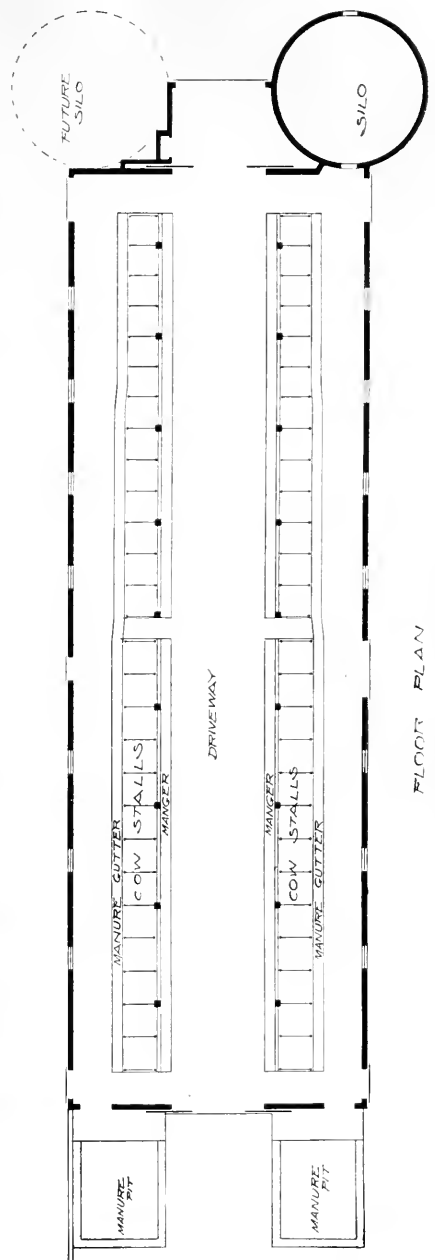 FUTURE
SILO
SILO
DRIVEWAY
MANURE GUTTER
COW STALLS
MANGER
MANGER
COW STALLS
MANURE GUTTER
MANURE
PIT
MANURE
PIT
FLOOR PLAN